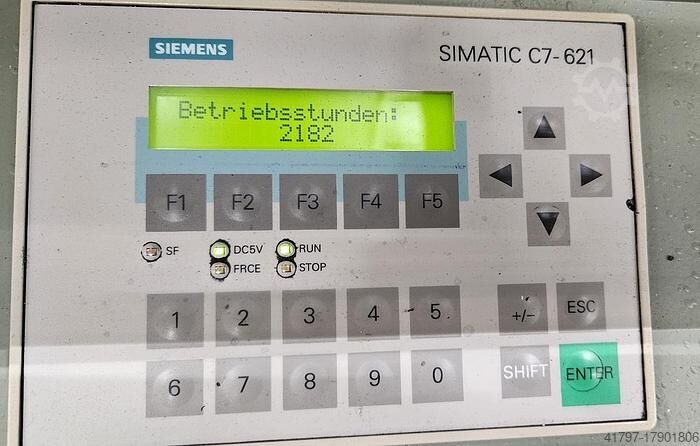 SIEMENS
SIMATIC C7-621
Betriebsstunden:
2182
F1 F2 F3 F4 F5
SF DC5V RUN
FRCE STOP
1 2 3 4 5 +/- ESC
6 7 8 9 0 SHIFT ENTER
41797-17901806